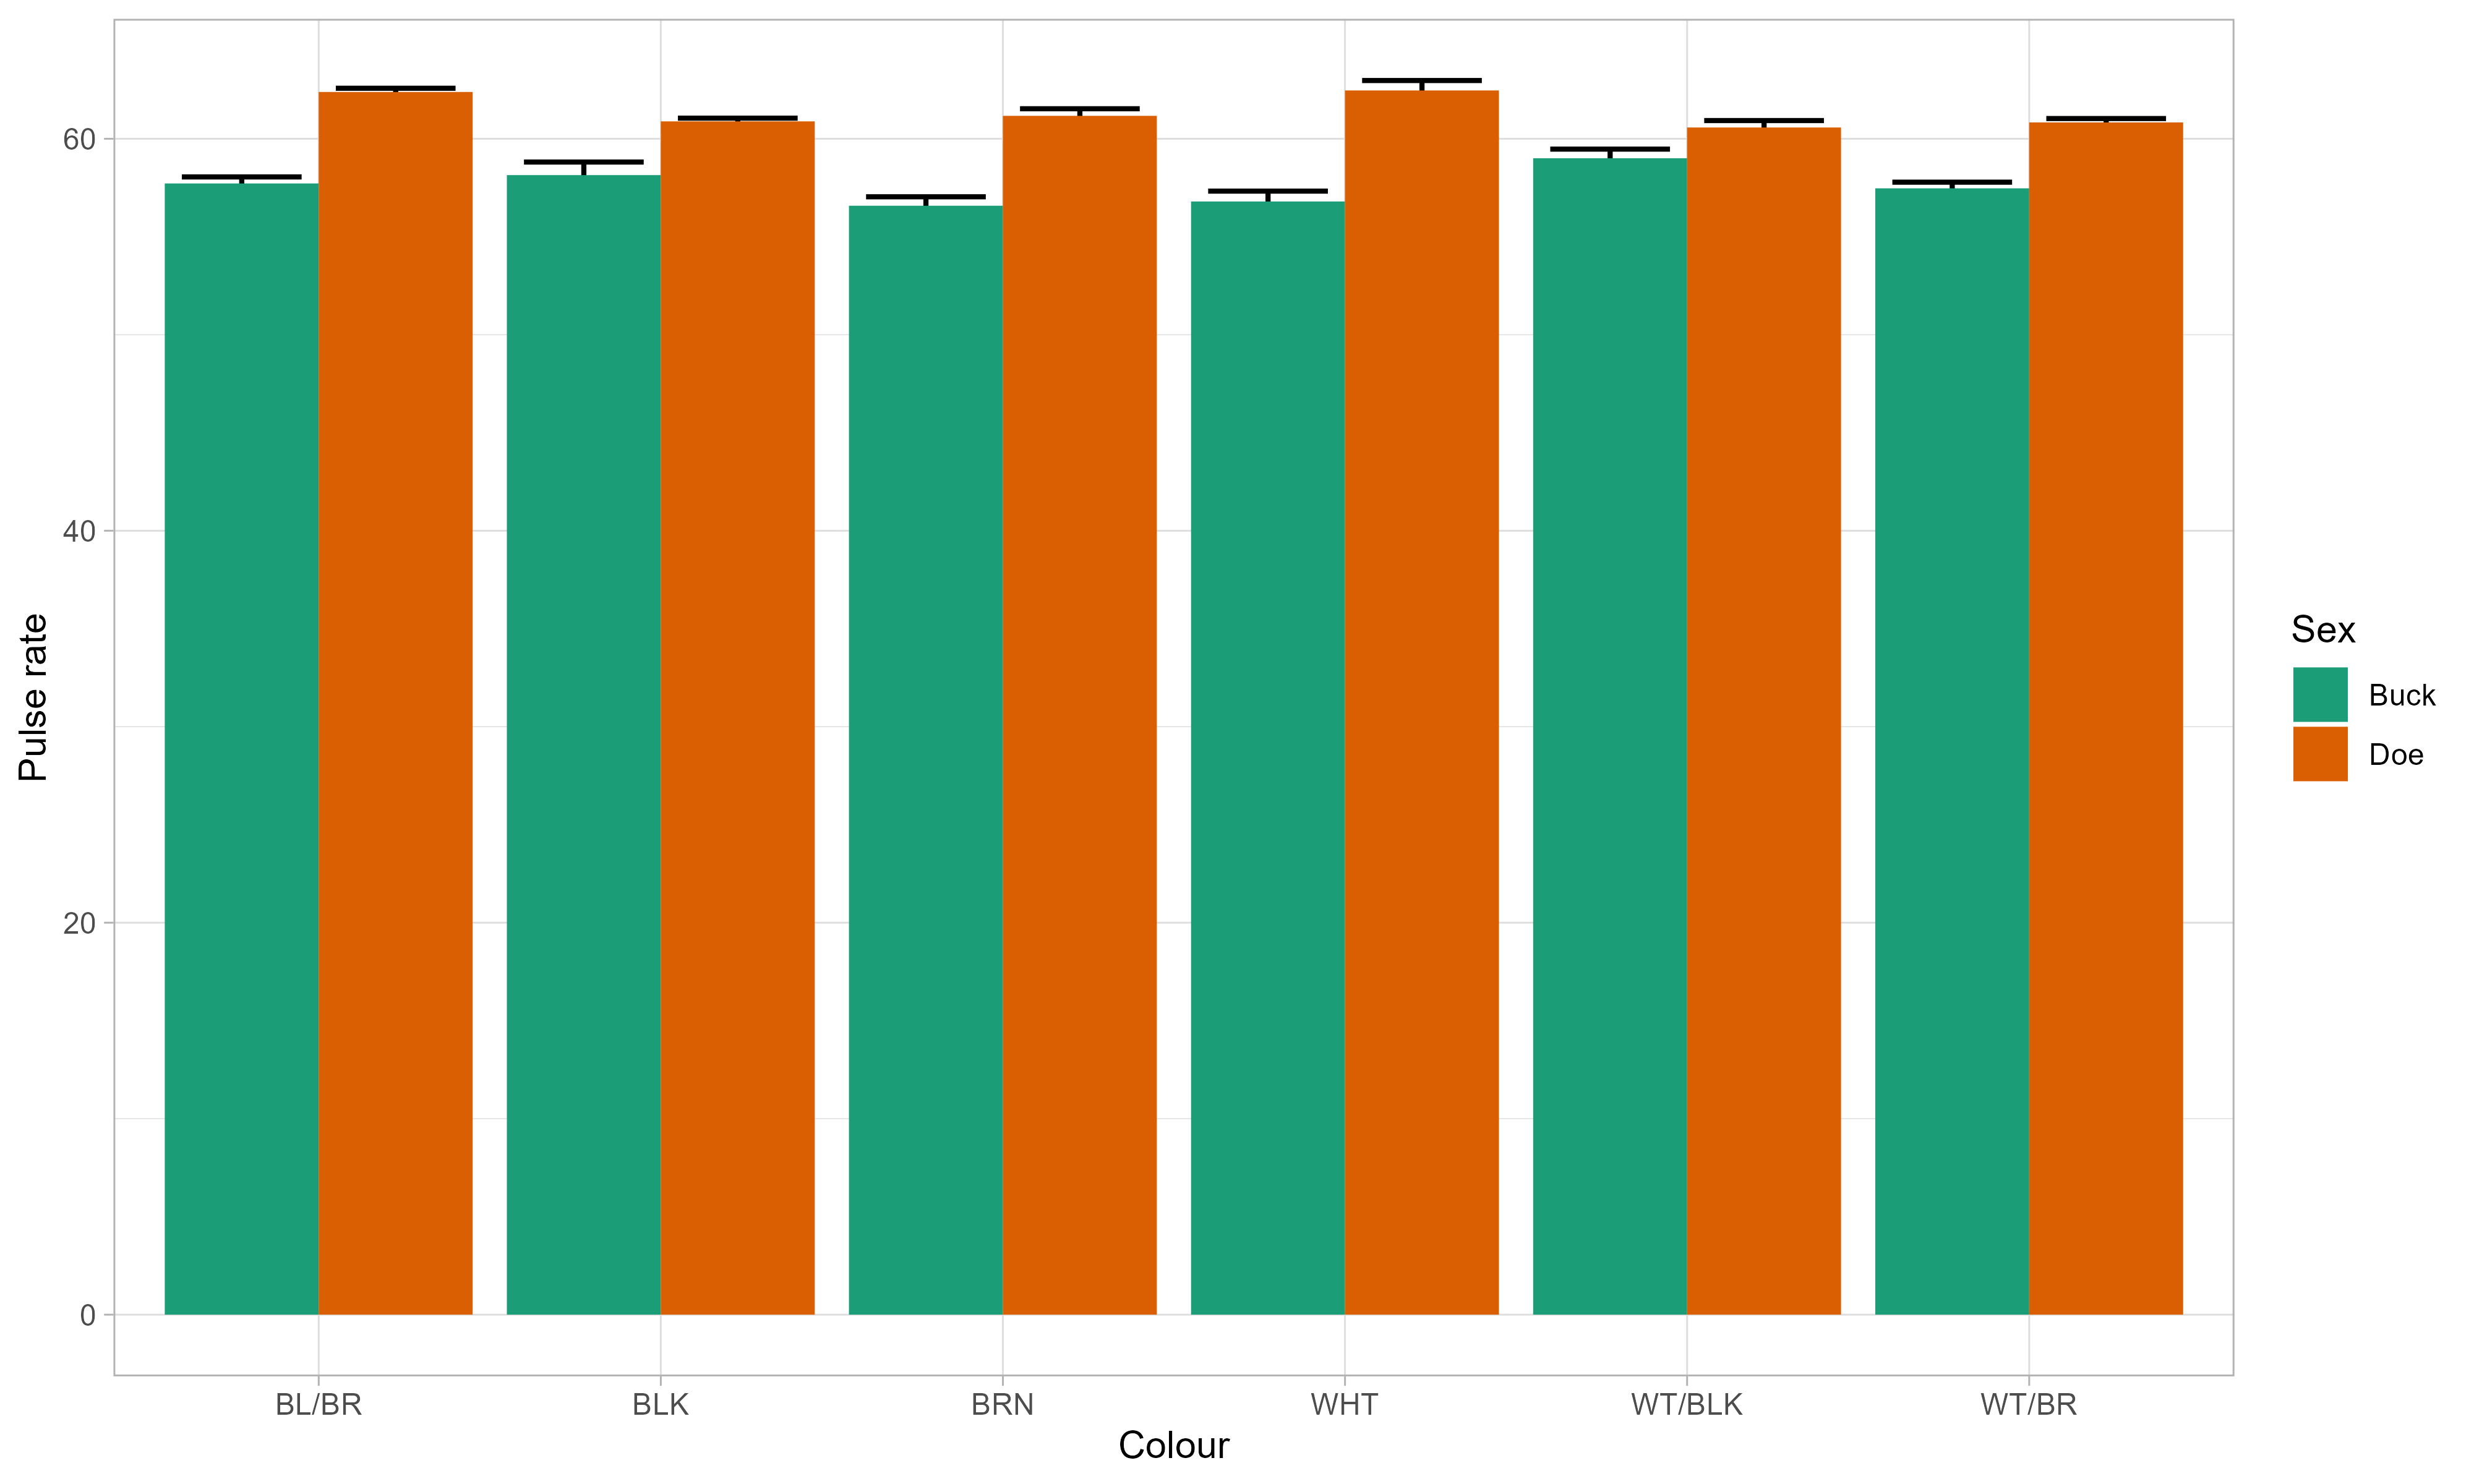 60
40
20
0
Pulse rate
BL/BR BLK BRN WHT WT/BLK WT/BR
Colour
Sex
Buck
Doe